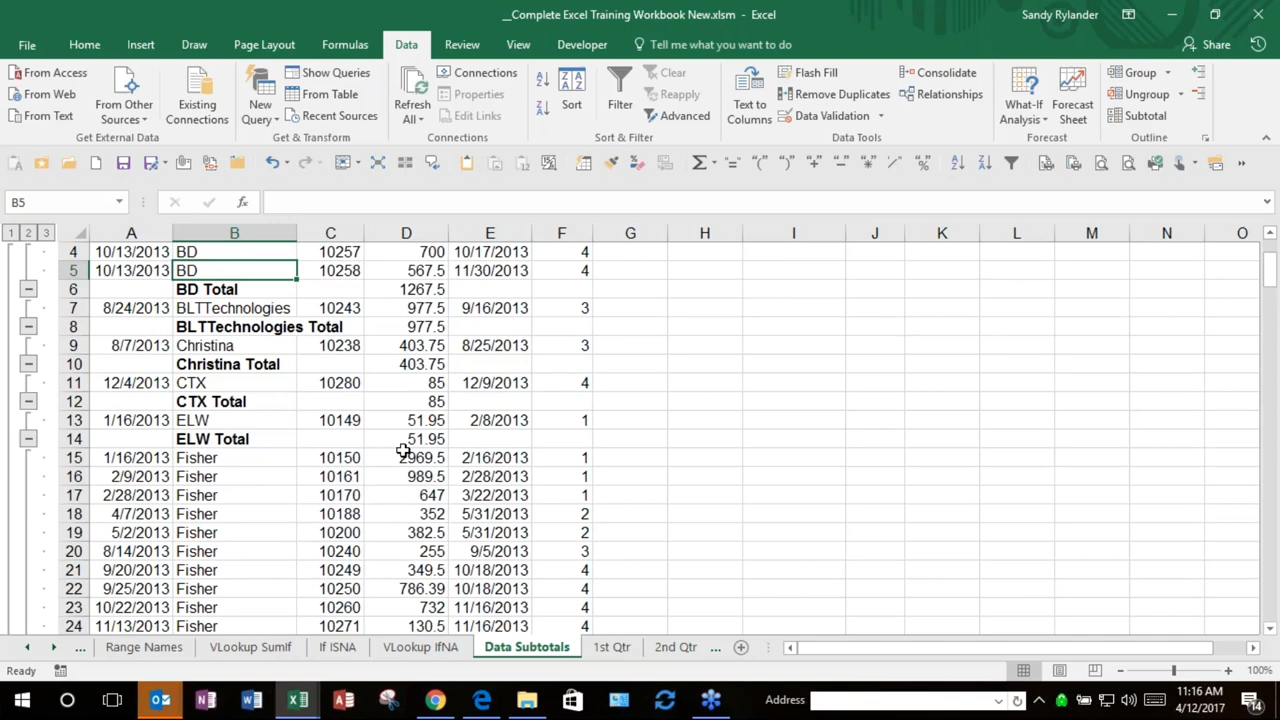 __Complete Excel Training Workbook New.xlsm - Excel
Sandy Rylander
File Home Insert Draw Page Layout Formulas Data Review View Developer Tell me what you want to do Share
From Access
From Web
From Text
From Other Sources
Existing Connections
Get External Data
New Query
Show Queries
From Table
Recent Sources
Get & Transform
Refresh All
Connections
Properties
Edit Links
Connections
Sort
Filter
Clear
Reapply
Advanced
Sort & Filter
Text to Columns
Flash Fill
Remove Duplicates
Data Validation
Consolidate
Relationships
Data Tools
What-If Analysis
Forecast Sheet
Forecast
Group
Ungroup
Subtotal
Outline
B5
1 2 3 A B C D E F G H I J K L M N O
4 10/13/2013 BD 10257 700 10/17/2013 4
5 10/13/2013 BD 10258 567.5 11/30/2013 4
6 BD Total 1267.5
7 8/24/2013 BLTTechnologies 10243 977.5 9/16/2013 3
8 BLTTechnologies Total 977.5
9 8/7/2013 Christina 10238 403.75 8/25/2013 3
10 Christina Total 403.75
11 12/4/2013 CTX 10280 85 12/9/2013 4
12 CTX Total 85
13 1/16/2013 ELW 10149 51.95 2/8/2013 1
14 ELW Total 51.95
15 1/16/2013 Fisher 10150 2969.5 2/16/2013 1
16 2/9/2013 Fisher 10161 989.5 2/28/2013 1
17 2/28/2013 Fisher 10170 647 3/22/2013 1
18 4/7/2013 Fisher 10188 352 5/31/2013 2
19 5/2/2013 Fisher 10200 382.5 5/31/2013 2
20 8/14/2013 Fisher 10240 255 9/5/2013 3
21 9/20/2013 Fisher 10249 349.5 10/18/2013 4
22 9/25/2013 Fisher 10250 786.39 10/18/2013 4
23 10/22/2013 Fisher 10260 732 11/16/2013 4
24 11/13/2013 Fisher 10271 130.5 11/16/2013 4
... Range Names VLookup SumIf If ISNA VLookup IfNA Data Subtotals 1st Qtr 2nd Qtr ...
Ready 100%
Address 11:16 AM
4/12/2017 14